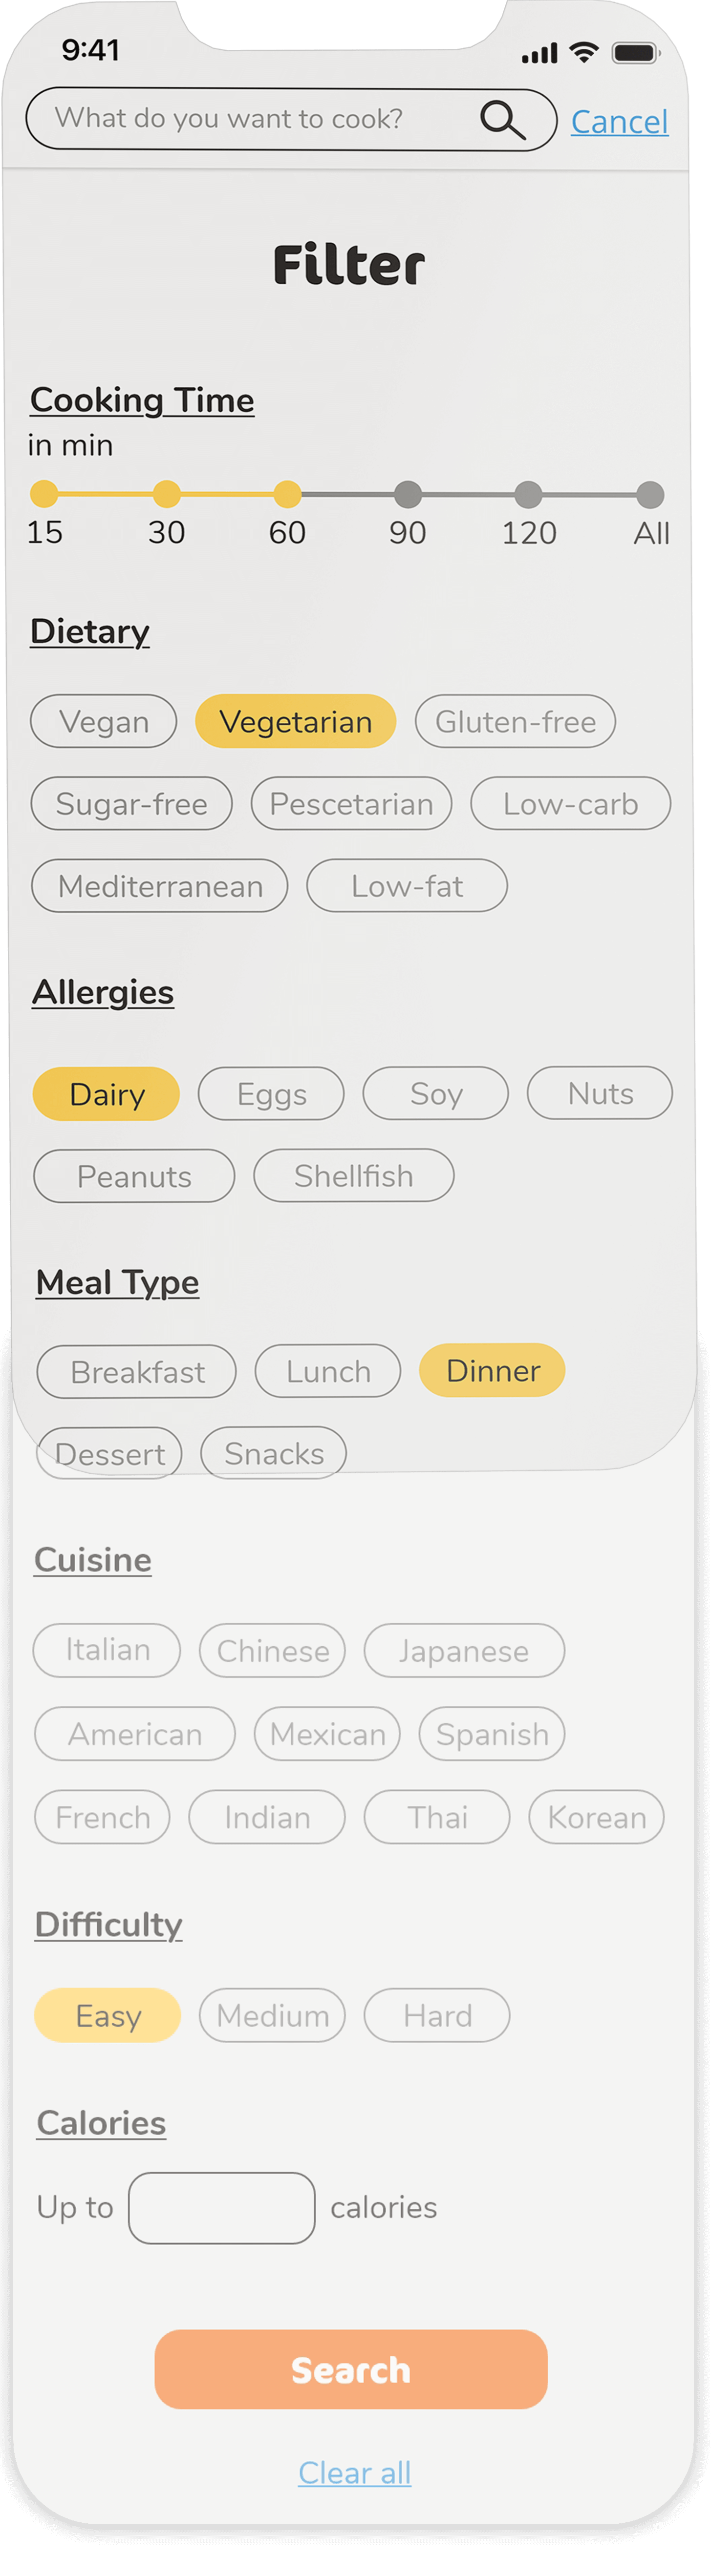 9:41
What do you want to cook? Cancel
Filter
Cooking Time
in min
15 30 60 90 120 All
Dietary
Vegan Vegetarian Gluten-free
Sugar-free Pescetarian Low-carb
Mediterranean Low-fat
Allergies
Dairy Eggs Soy Nuts
Peanuts Shellfish
Meal Type
Breakfast Lunch Dinner
Dessert Snacks
Cuisine
Italian Chinese Japanese
American Mexican Spanish
French Indian Thai Korean
Difficulty
Easy Medium Hard
Calories
Up to calories
Search
Clear all